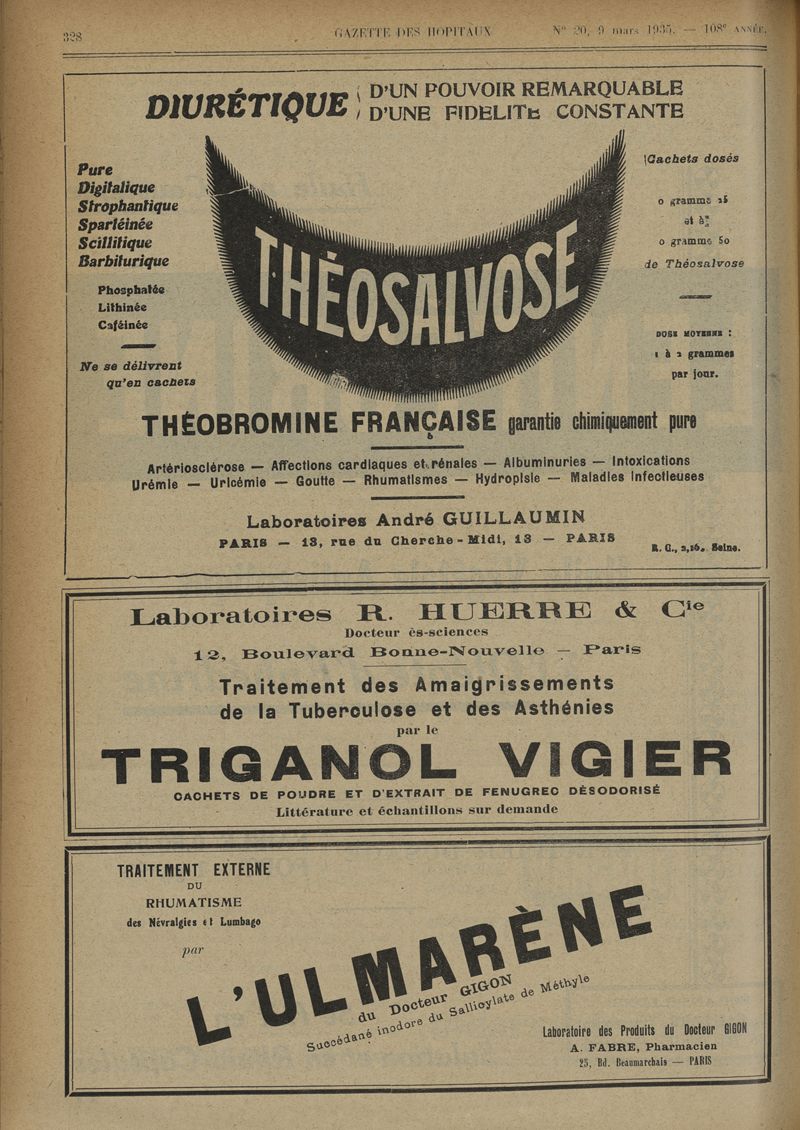 328
GAZETTE DES HOPITAUX
N° 20, 9 mars 1935. — 108e ANNÉE.
DIURÉTIQUE
D'UN POUVOIR REMARQUABLE
D'UNE FIDELITE CONSTANTE
Pure
Digitalique
Strophantique
Spartéinée
Scillitique
Barbiturique
Phosphatée
Lithinée
Caféinée
Ne se délivrent
qu'en cachets
THÉOSALVOSE
Cachets dosés
0 gramme 25
et à
0 gramme 50
de Théosalvose
DOSE MOYENNE :
1 à 2 grammes
par jour.
THÉOBROMINE FRANÇAISE garantie chimiquement pure
Artériosclérose — Affections cardiaques et rénales — Albuminuries — Intoxications
Urémie — Uricémie — Goutte — Rhumatismes — Hydropisie — Maladies infectieuses
Laboratoires André GUILLAUMIN
PARIS — 13, rue du Cherche-Midi, 13 — PARIS
R. C., Seine.
Laboratoires R. HUERRE & Cie
Docteur ès-sciences
12, Boulevard Bonne-Nouvelle — Paris
Traitement des Amaigrissements
de la Tuberculose et des Asthénies
par le
TRIGANOL VIGIER
CACHETS DE POUDRE ET D'EXTRAIT DE FENUGREC DÈSODORISÉ
Littérature et échantillons sur demande
TRAITEMENT EXTERNE
DU
RHUMATISME
des Névralgies et Lumbago
par
L'ULMARÈNE
du Docteur GIGON
Succédané inodore du Salicylate de Méthyle
Laboratoire des Produits du Docteur GIGON
A. FABRE, Pharmacien
25, Bd. Beaumarchais — PARIS